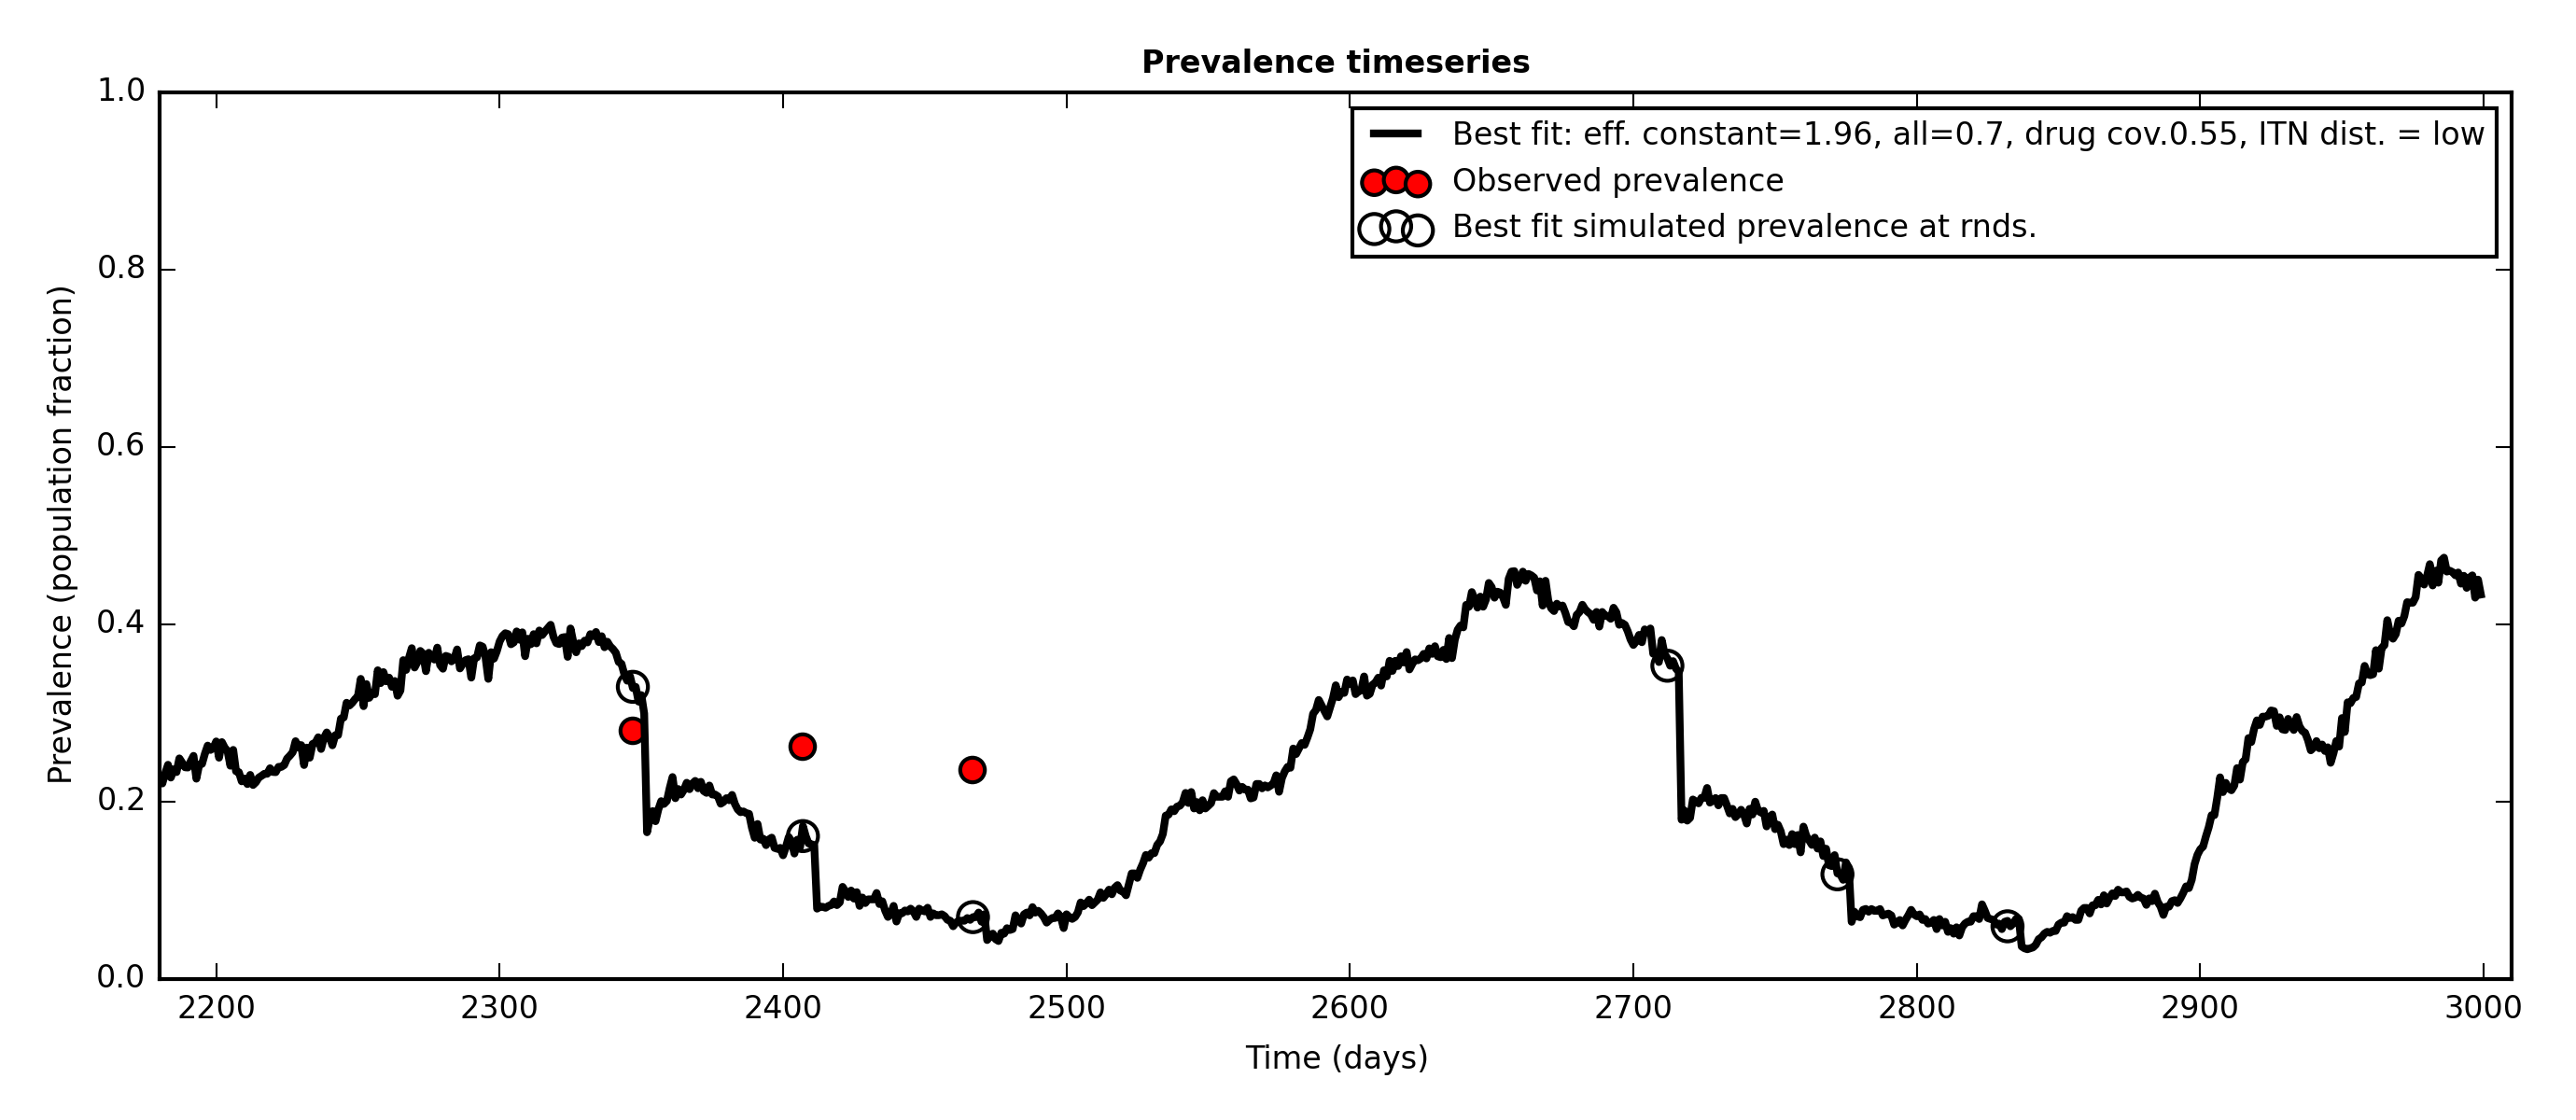 Prevalence timeseries
1.0
0.8
0.6
0.4
0.2
0.0
Prevalence (population fraction)
Best fit: eff. constant=1.96, all=0.7, drug cov.0.55, ITN dist. = low
Observed prevalence
Best fit simulated prevalence at rnds.
2200 2300 2400 2500 2600 2700 2800 2900 3000
Time (days)